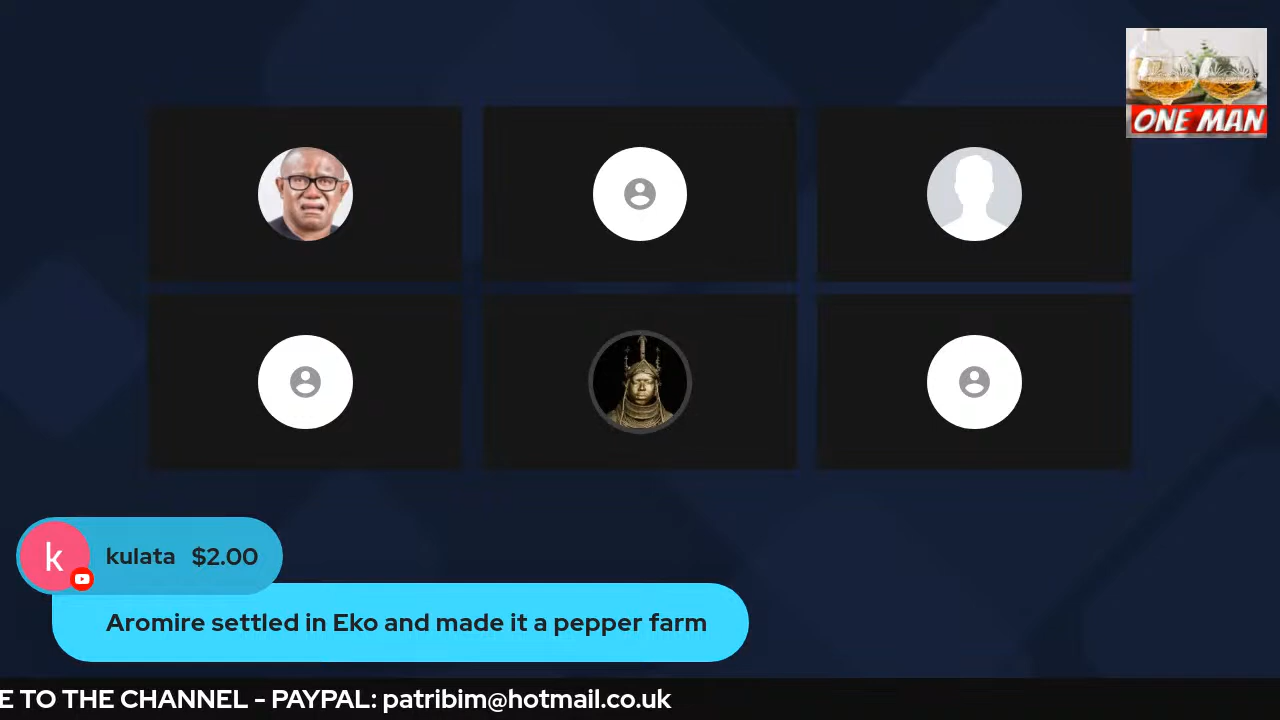 ONE MAN
k
kulata $2.00
Aromire settled in Eko and made it a pepper farm
E TO THE CHANNEL - PAYPAL: patribim@hotmail.co.uk